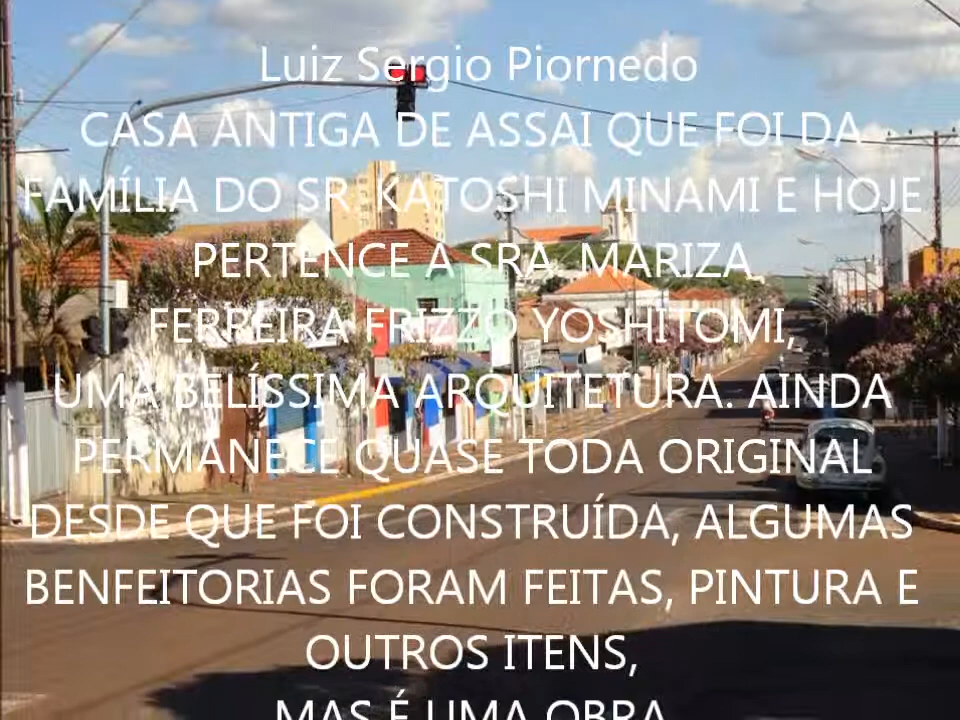 Luiz Sergio Piornedo
CASA ANTIGA DE ASSAI QUE FOI DA
FAMÍLIA DO SR. KATOSHI MINAMI E HOJE
PERTENCE A SRA. MARIZA
FERREIRA FRIZZO YOSHITOMI,
UMA BELÍSSIMA ARQUITETURA. AINDA
PERMANECE QUASE TODA ORIGINAL
DESDE QUE FOI CONSTRUÍDA, ALGUMAS
BENFEITORIAS FORAM FEITAS, PINTURA E
OUTROS ITENS,
MAS É UMA OBRA